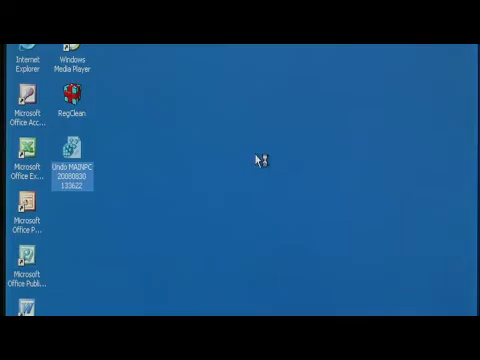 Internet
Explorer
Windows
Media Player
Microsoft
Office Acc...
RegClean
Microsoft
Office Ex...
Undo MAINPC
20080830
133622
Microsoft
Office P...
Microsoft
Office Publi...